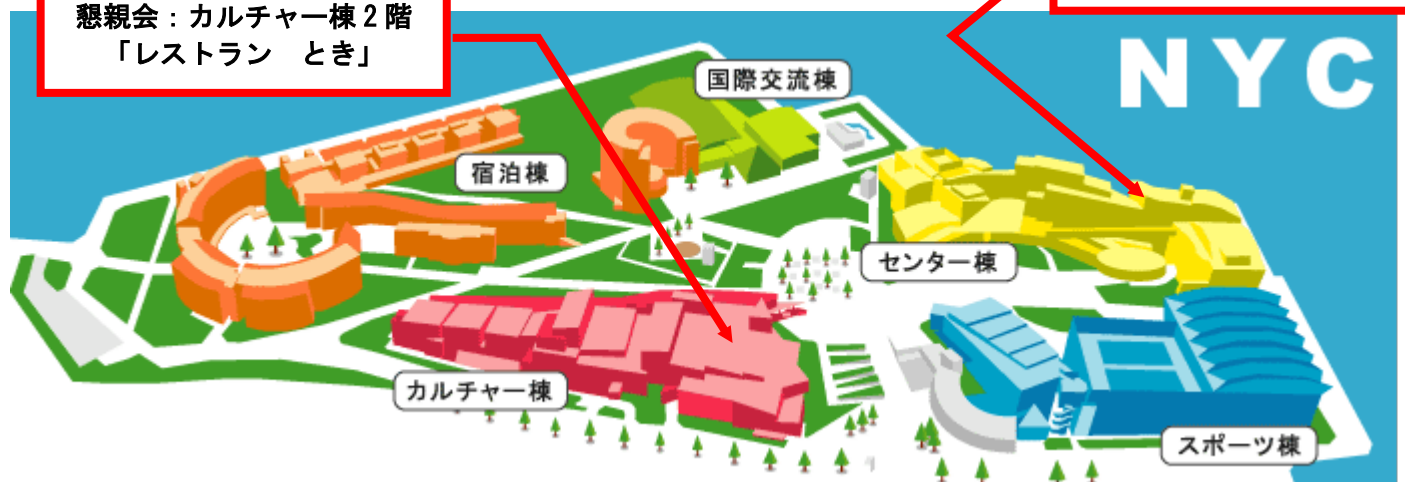 懇親会：カルチャー棟２階
「レストラン　とき」
NYC
国際交流棟
宿泊棟
センター棟
カルチャー棟
スポーツ棟